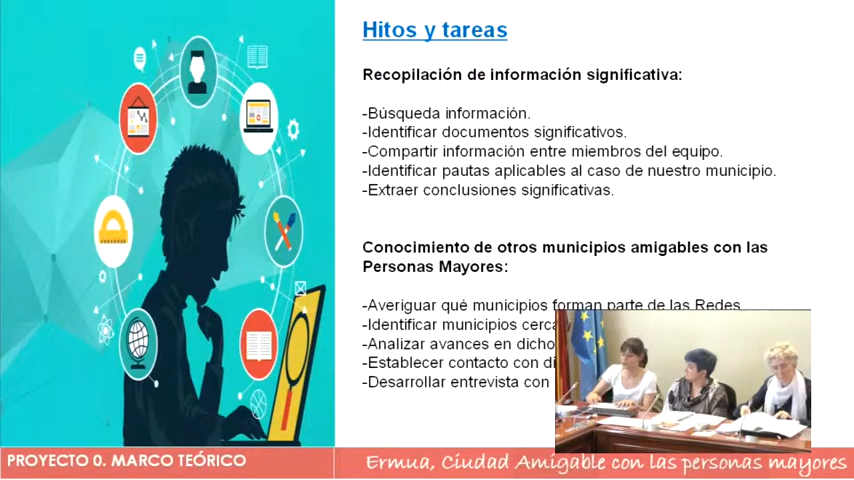 Hitos y tareas
Recopilación de información significativa:
-Búsqueda información.
-Identificar documentos significativos.
-Compartir información entre miembros del equipo.
-Identificar pautas aplicables al caso de nuestro municipio.
-Extraer conclusiones significativas.
Conocimiento de otros municipios amigables con las
Personas Mayores:
-Averiguar qué municipios forman parte de las Redes
-Identificar municipios
-Analizar avances en
-Establecer contacto con
-Desarrollar entrevista con
PROYECTO 0. MARCO TEÓRICO
Ermua, Ciudad Amigable con las personas mayores